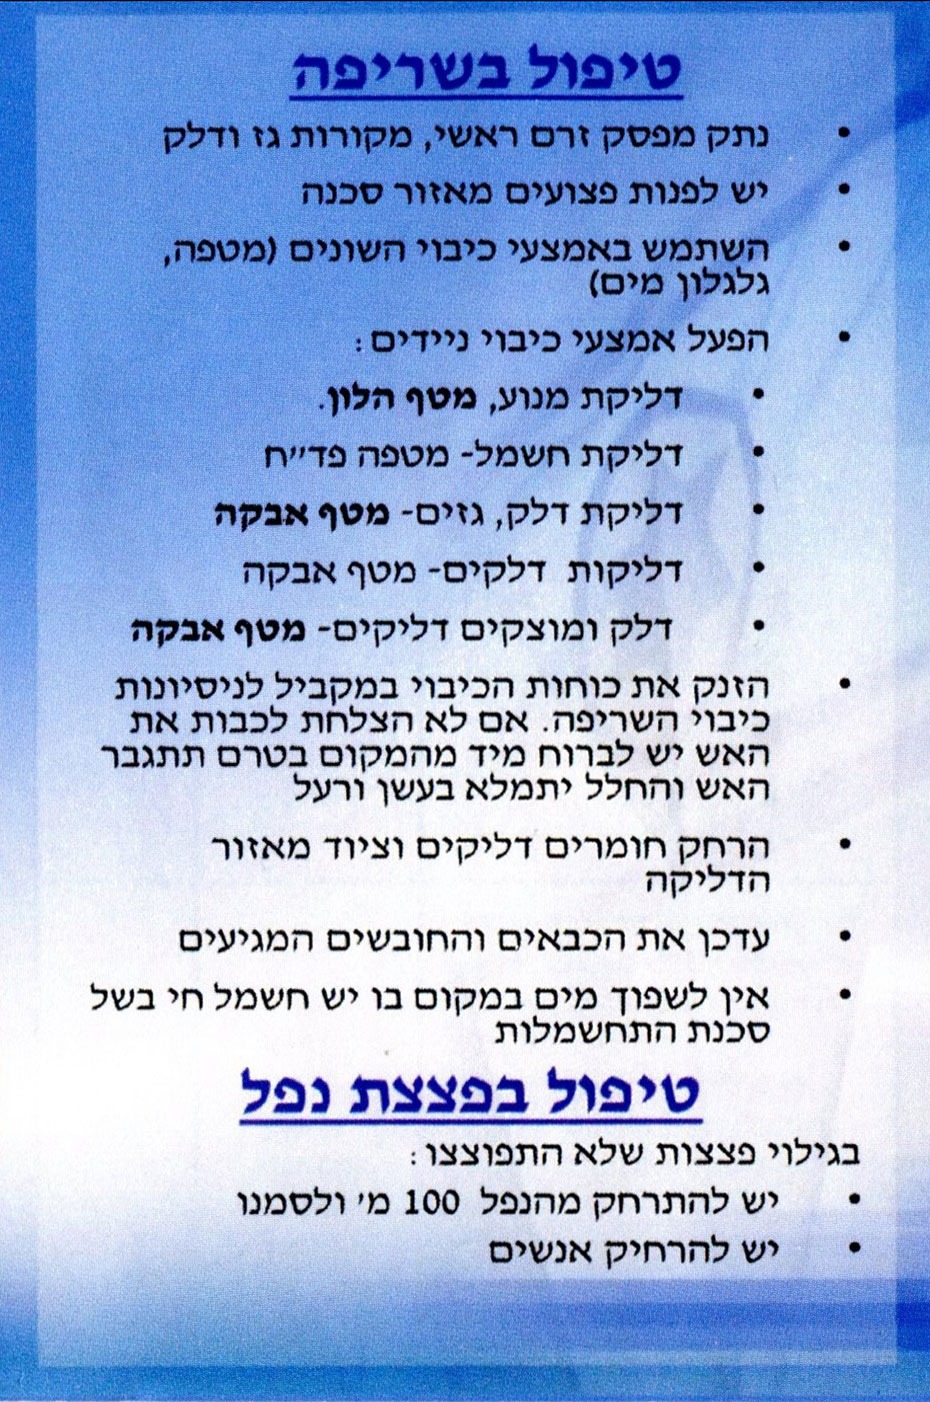 טיפול בשריפה
• נתק מפסק זרם ראשי, מקורות גז ודלק
• יש לפנות פצועים מאזור סכנה
• השתמש באמצעי כיבוי השונים (מטפה,
גלגלון מים)
• הפעל אמצעי כיבוי ניידים:
• דליקת מנוע, מטף הלון.
• דליקת חשמל- מטפה פד״ח
• דליקת דלק, גזים- מטף אבקה
• דליקות דלקים- מטף אבקה
• דלק ומוצקים דליקים- מטף אבקה
• הזנק את כוחות הכיבוי במקביל לניסיונות
כיבוי השריפה. אם לא הצלחת לכבות את
האש יש לברוח מיד מהמקום בטרם תתגבר
האש והחלל יתמלא בעשן ורעל
• הרחק חומרים דליקים וציוד מאזור
הדליקה
• עדכן את הכבאים והחובשים המגיעים
• אין לשפוך מים במקום בו יש חשמל חי בשל
סכנת התחשמלות
טיפול בפצצת נפל
בגילוי פצצות שלא התפוצצו:
• יש להתרחק מהנפל 100 מ׳ ולסמנו
• יש להרחיק אנשים